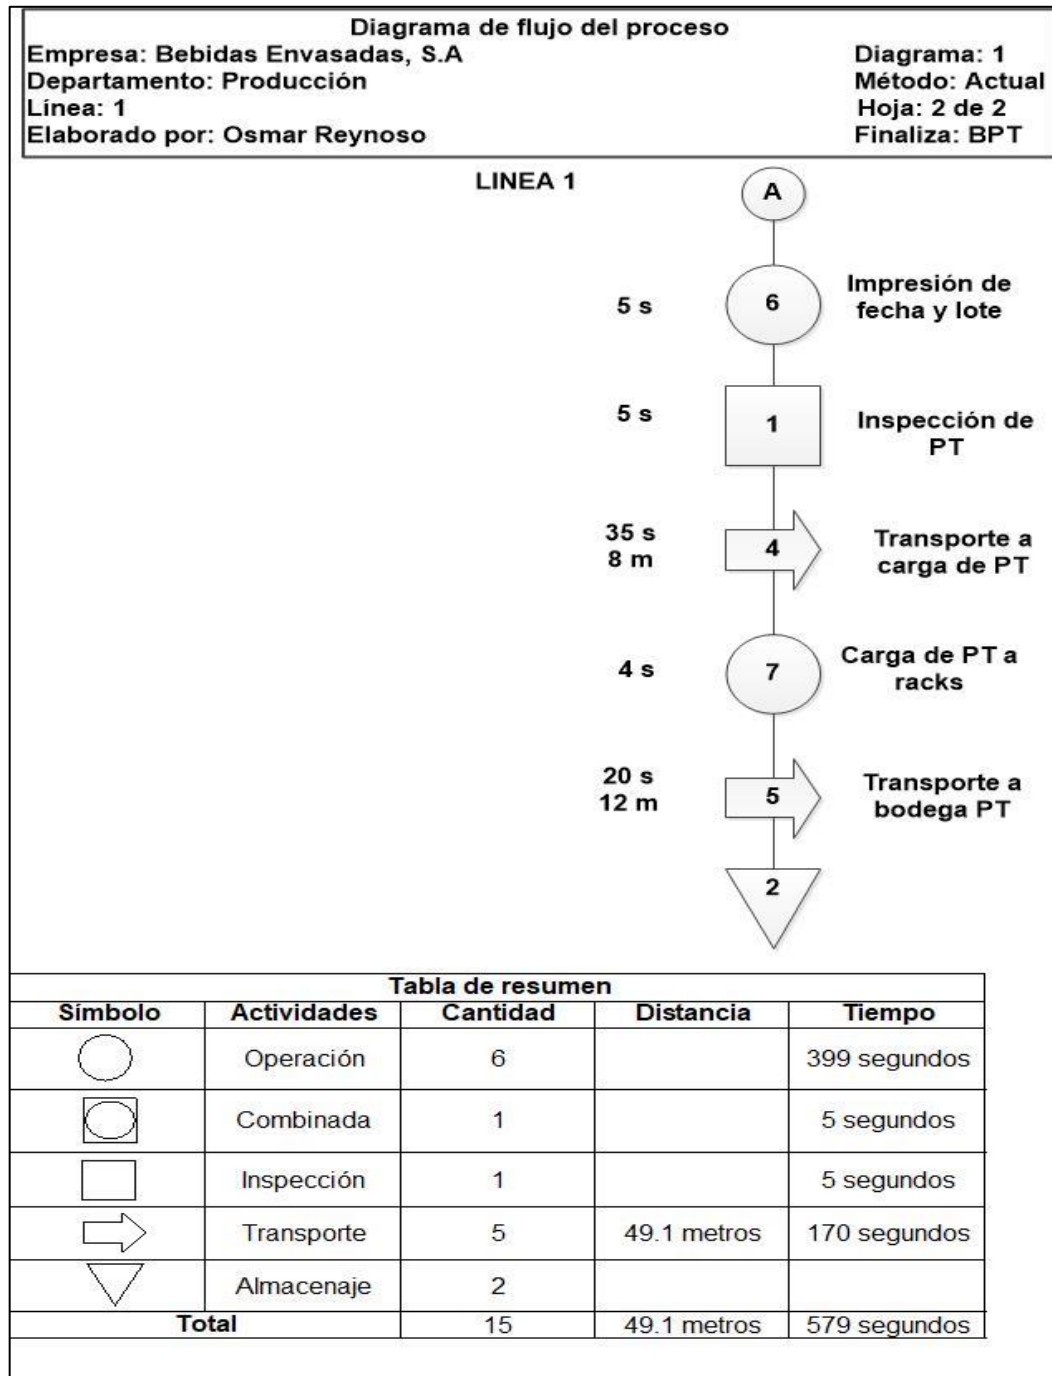 Diagrama de flujo del proceso
Empresa: Bebidas Envasadas, S.A
Diagrama: 1
Departamento: Producción
Método: Actual
Línea: 1
Hoja: 2 de 2
Elaborado por: Osmar Reynoso
Finaliza: BPT
LINEA 1
A
5 s
6
Impresión de
fecha y lote
5 s
1
Inspección de
PT
35 s
8 m
4
Transporte a
carga de PT
4 s
7
Carga de PT a
racks
20 s
12 m
5
Transporte a
bodega PT
2
Tabla de resumen
Símbolo Actividades Cantidad Distancia Tiempo
Operación 6 399 segundos
Combinada 1 5 segundos
Inspección 1 5 segundos
Transporte 5 49.1 metros 170 segundos
Almacenaje 2
Total 15 49.1 metros 579 segundos